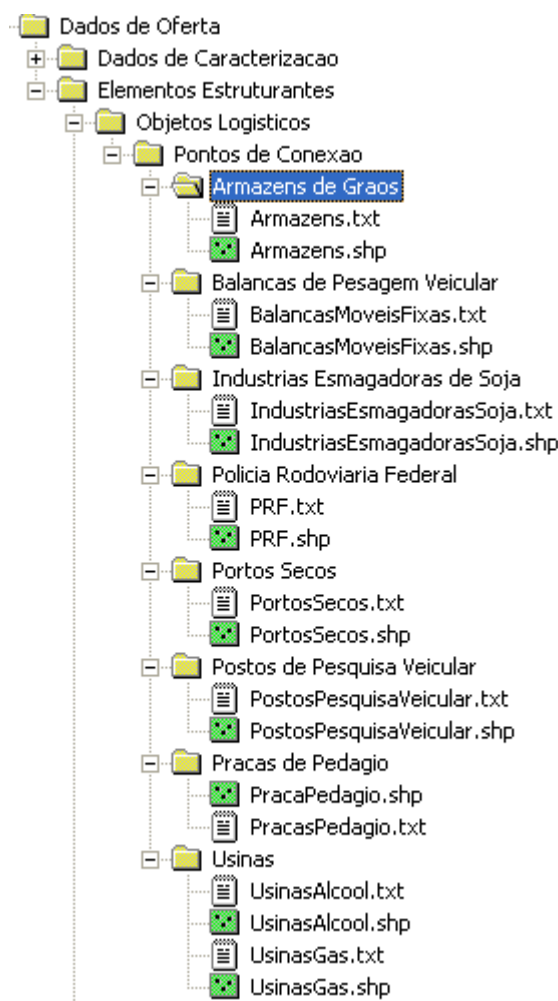 Dados de Oferta
Dados de Caracterizacao
Elementos Estruturantes
Objetos Logisticos
Pontos de Conexao
Armazens de Graos
Armazens.txt
Armazens.shp
Balancas de Pesagem Veicular
BalancasMoveisFixas.txt
BalancasMoveisFixas.shp
Industrias Esmagadoras de Soja
IndustriasEsmagadorasSoja.txt
IndustriasEsmagadorasSoja.shp
Policia Rodoviaria Federal
PRF.txt
PRF.shp
Portos Secos
PortosSecos.txt
PortosSecos.shp
Postos de Pesquisa Veicular
PostosPesquisaVeicular.txt
PostosPesquisaVeicular.shp
Pracas de Pedagio
PracaPedagio.shp
PracasPedagio.txt
Usinas
UsinasAlcool.txt
UsinasAlcool.shp
UsinasGas.txt
UsinasGas.shp